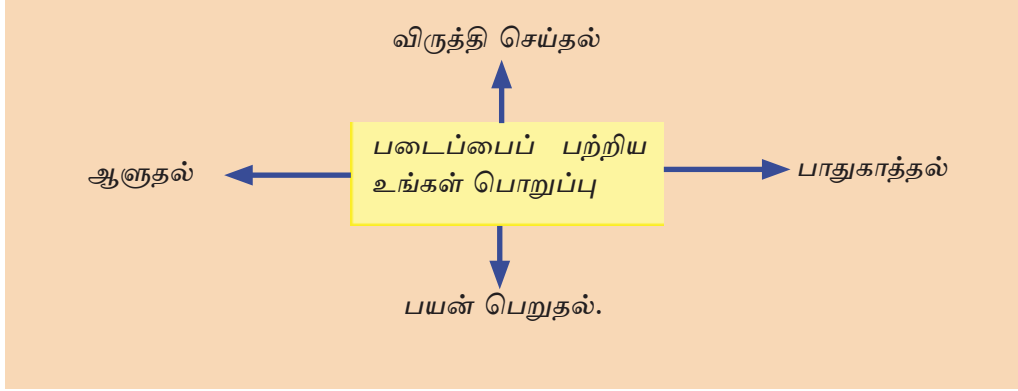 விருத்தி செய்தல்
படைப்பைப் பற்றிய
உங்கள் பொறுப்பு
ஆளுதல்
பாதுகாத்தல்
பயன் பெறுதல்.